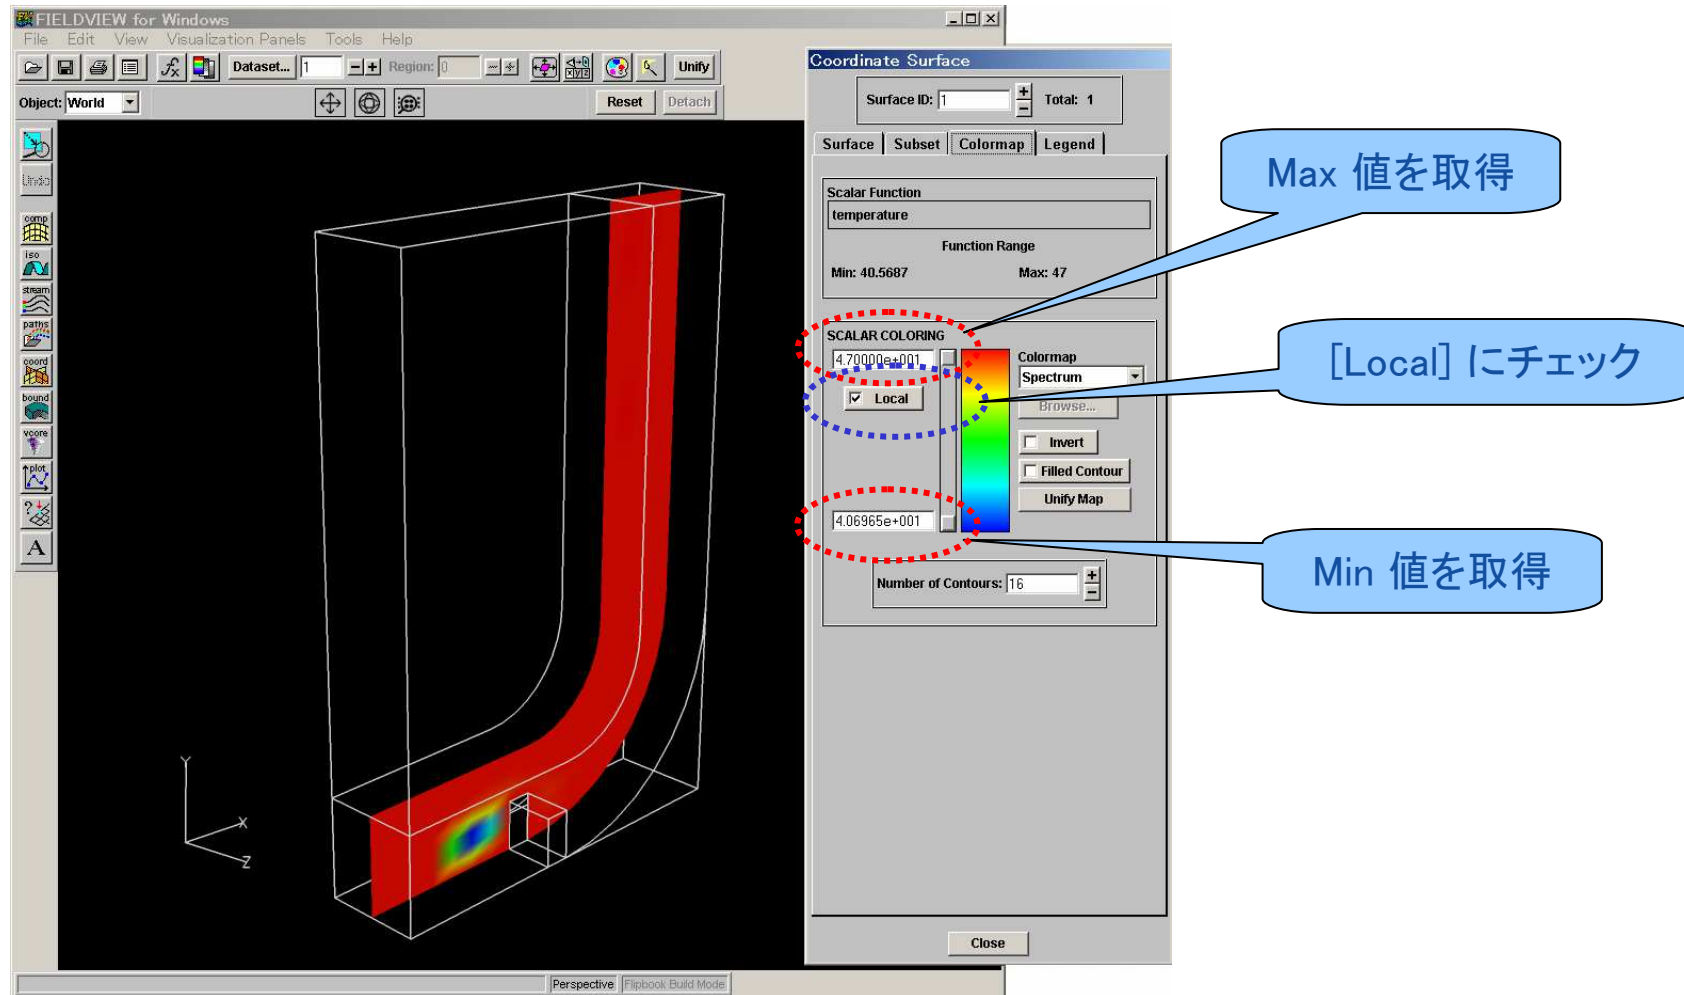 FIELDVIEW for Windows
File Edit View Visualization Panels Tools Help
Dataset... 1 Region: 0 Unify
Object: World Reset Detach
Undo
comp
iso
stream
paths
coord
bound
vcore
plot
?
A
Y
X
Z
Perspective Flipbook Build Mode
Coordinate Surface
Surface ID: 1 Total: 1
Surface Subset Colormap Legend
Scalar Function
temperature
Function Range
Min: 40.5687 Max: 47
SCALAR COLORING
4.70000e+001 Colormap
Spectrum
Local
Browse...
Invert
Filled Contour
Unify Map
4.06965e+001
Number of Contours: 16
Close
Max 値を取得
[Local] にチェック
Min 値を取得